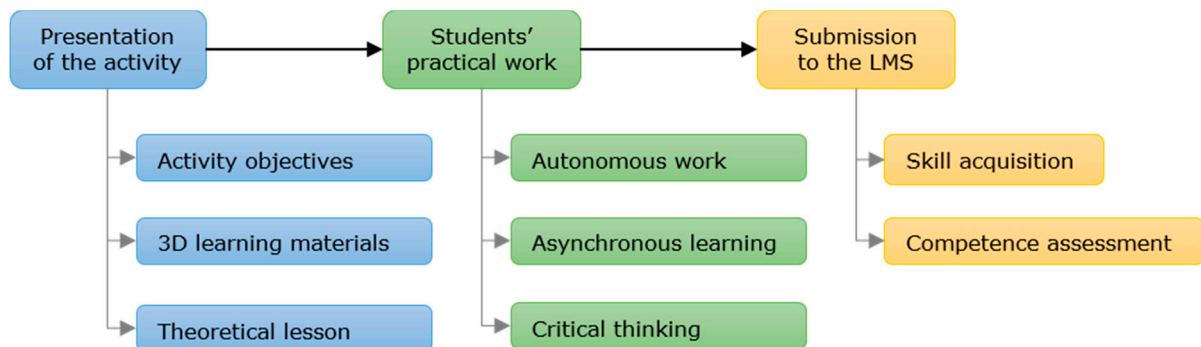 Presentation
of the activity
Students’
practical work
Submission
to the LMS
Activity objectives
Autonomous work
Skill acquisition
3D learning materials
Asynchronous learning
Competence assessment
Theoretical lesson
Critical thinking